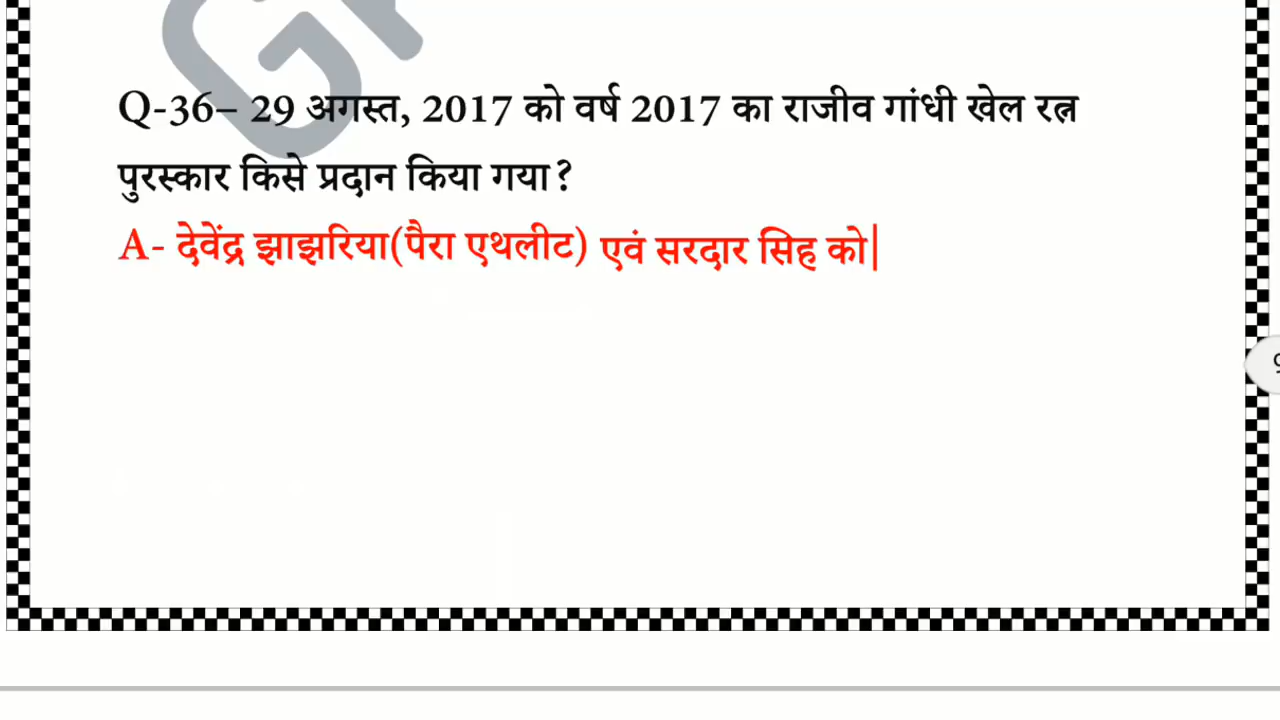 Q-36– 29 अगस्त, 2017 को वर्ष 2017 का राजीव गांधी खेल रत्न
पुरस्कार किसे प्रदान किया गया?
A- देवेंद्र झाझरिया(पैरा एथलीट) एवं सरदार सिह को|